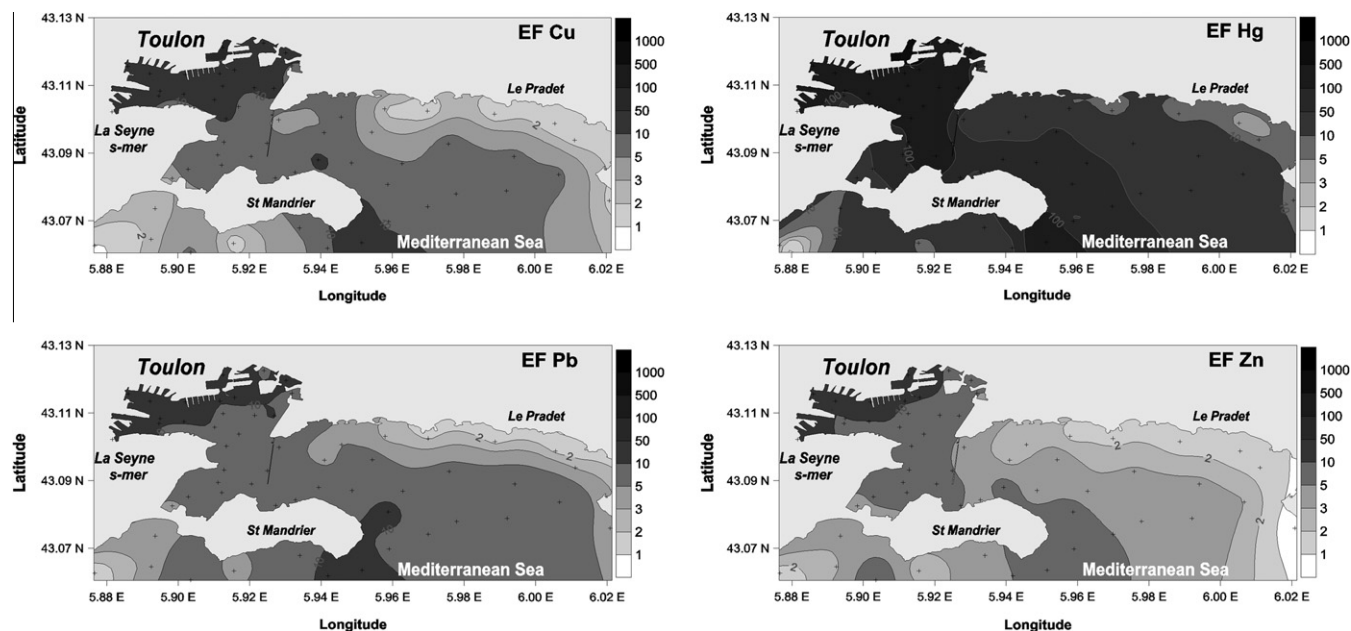 43.13 N
43.11 N
43.09 N
43.07 N
Latitude
Toulon
EF Cu
Le Pradet
La Seyne
s-mer
St Mandrier
Mediterranean Sea
2
5.88 E 5.90 E 5.92 E 5.94 E 5.96 E 5.98 E 6.00 E 6.02 E
Longitude
1000
500
100
50
10
5
3
2
1
43.13 N
43.11 N
43.09 N
43.07 N
Latitude
Toulon
EF Hg
Le Pradet
La Seyne
s-mer
St Mandrier
Mediterranean Sea
100
100
100
5.88 E 5.90 E 5.92 E 5.94 E 5.96 E 5.98 E 6.00 E 6.02 E
Longitude
1000
500
100
50
10
5
3
2
1
43.13 N
43.11 N
43.09 N
43.07 N
Latitude
Toulon
EF Pb
Le Pradet
La Seyne
s-mer
St Mandrier
Mediterranean Sea
2
2
5.88 E 5.90 E 5.92 E 5.94 E 5.96 E 5.98 E 6.00 E 6.02 E
Longitude
1000
500
100
50
10
5
3
2
1
43.13 N
43.11 N
43.09 N
43.07 N
Latitude
Toulon
EF Zn
Le Pradet
La Seyne
s-mer
St Mandrier
Mediterranean Sea
2
2
2
5.88 E 5.90 E 5.92 E 5.94 E 5.96 E 5.98 E 6.00 E 6.02 E
Longitude
1000
500
100
50
10
5
3
2
1